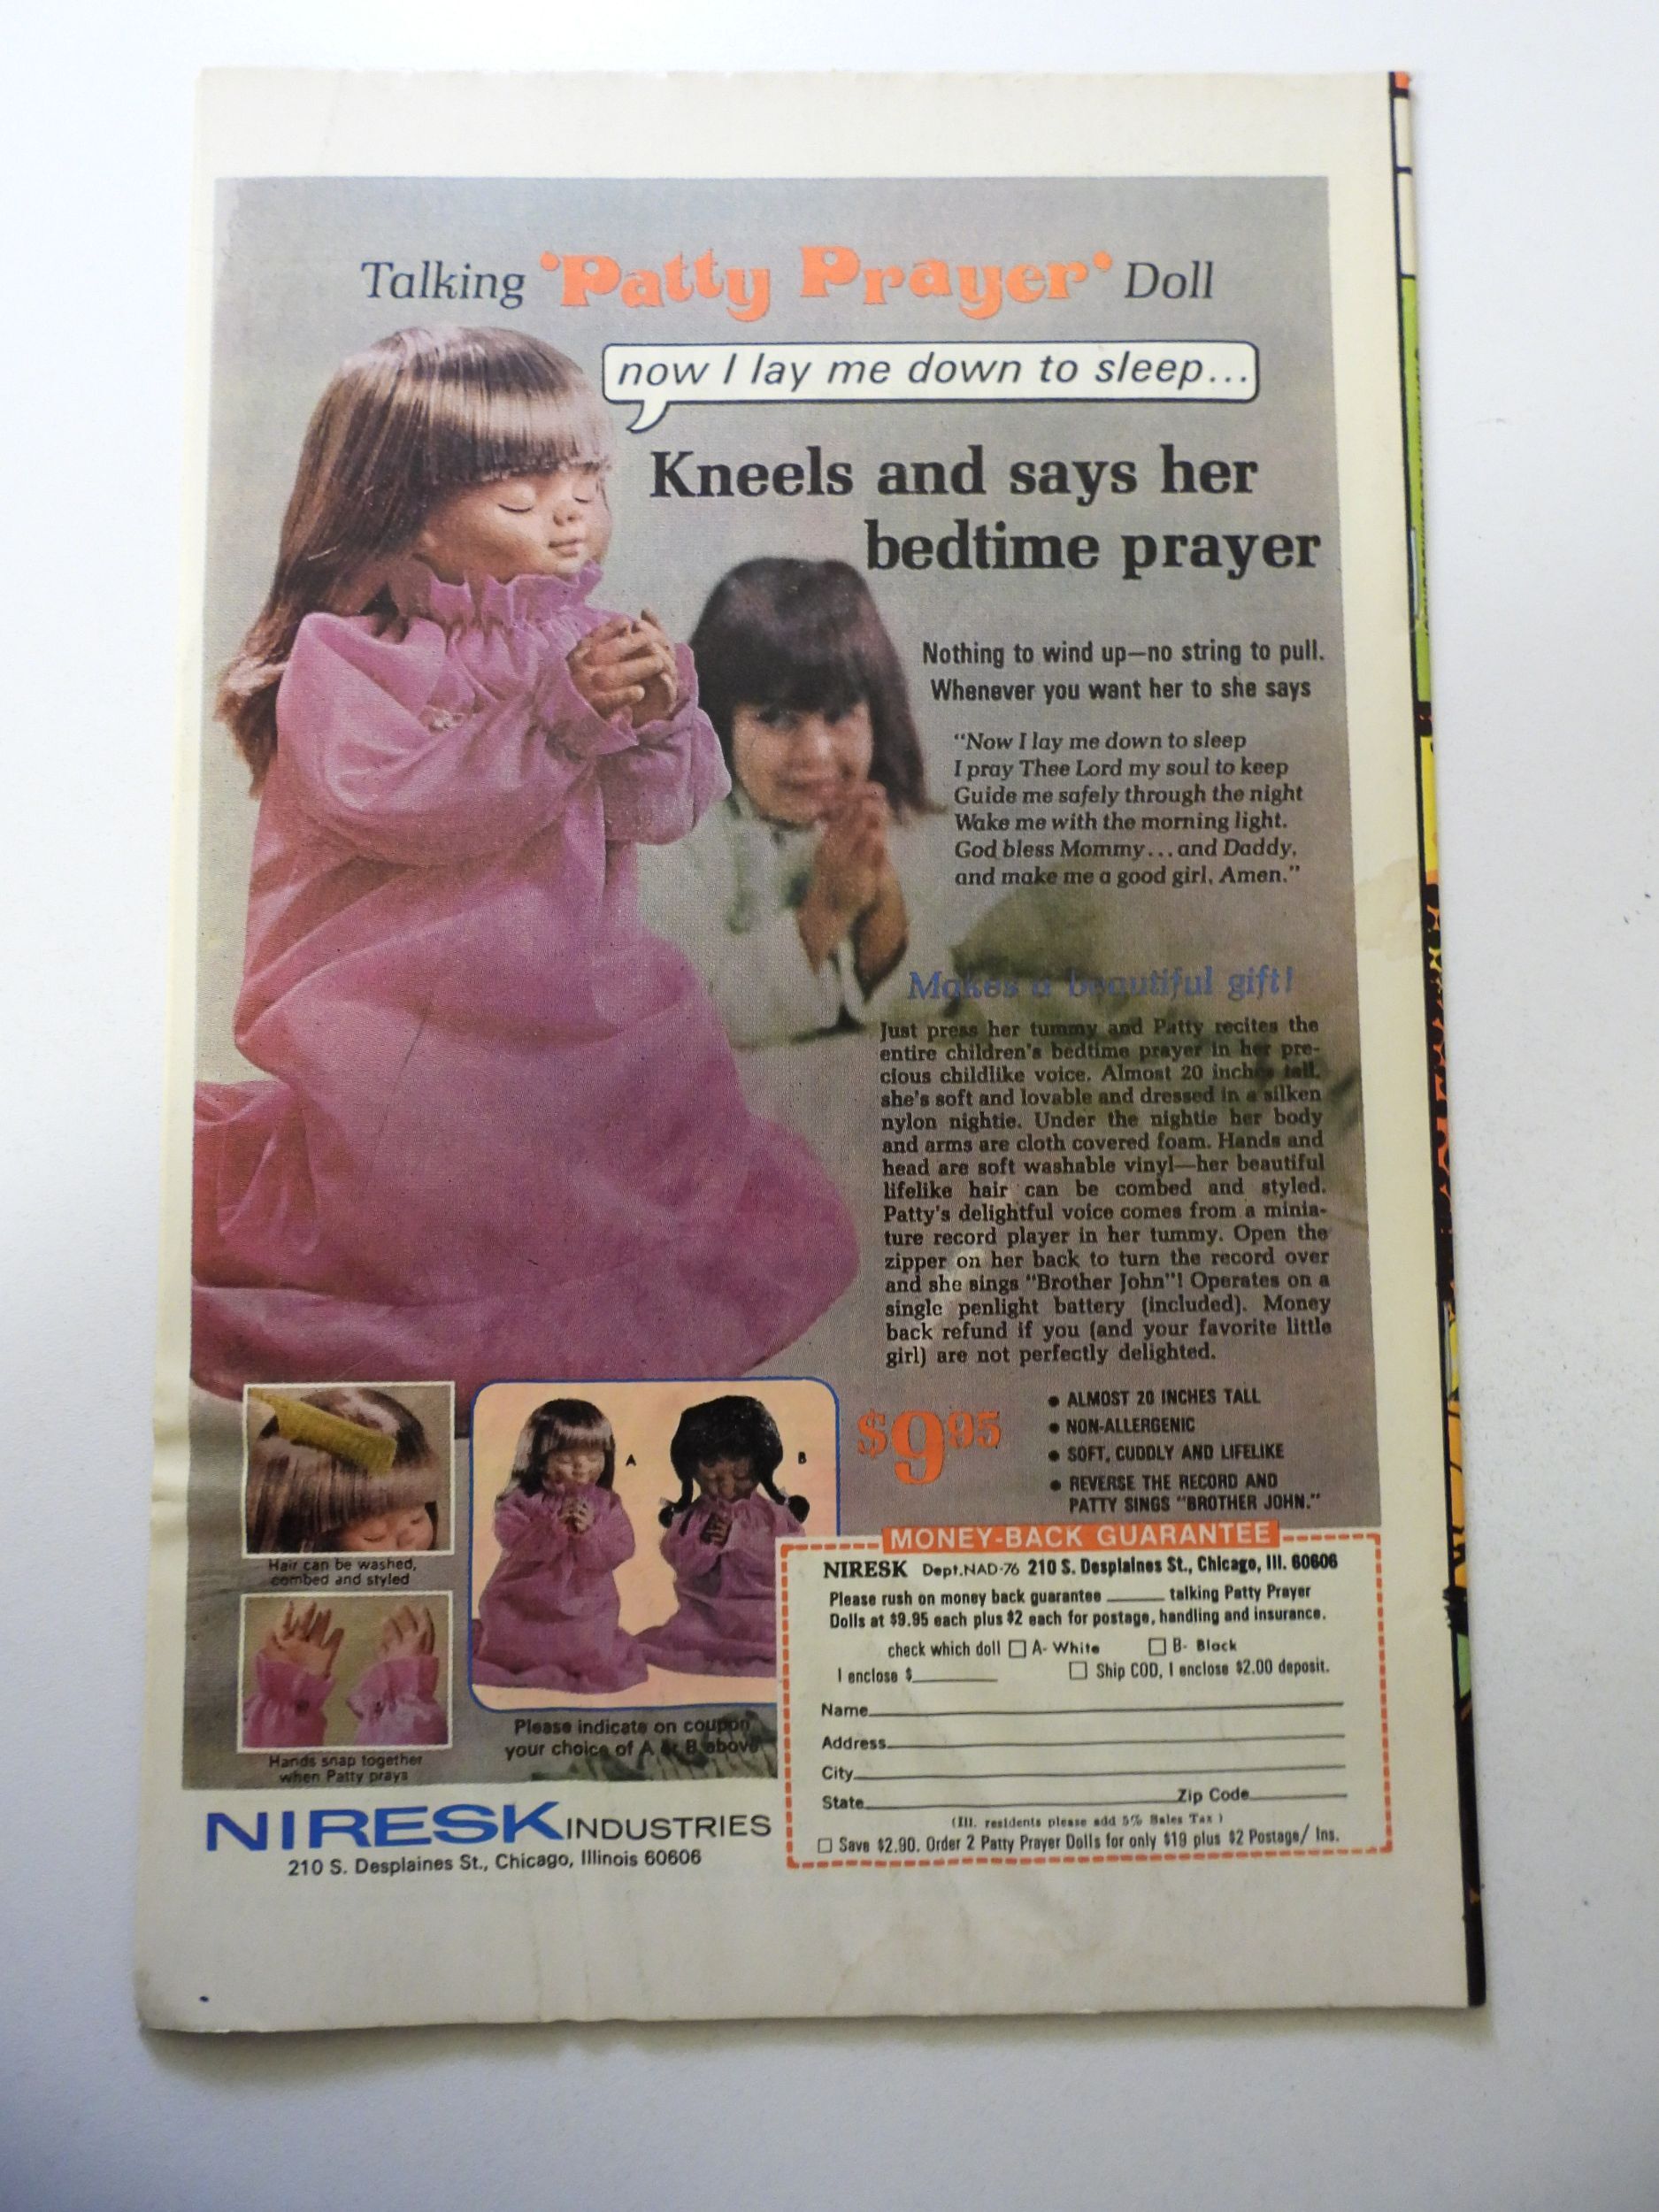 Talking 'Patty Prayer' Doll
now I lay me down to sleep...
Kneels and says her
bedtime prayer
Nothing to wind up—no string to pull.
Whenever you want her to she says
"Now I lay me down to sleep
I pray Thee Lord my soul to keep
Guide me safely through the night
Wake me with the morning light.
God bless Mommy...and Daddy,
and make me a good girl, Amen."
Makes a beautiful gift!
Just press her tummy and Patty recites the
entire children's bedtime prayer in her pre-
cious childlike voice. Almost 20 inches tall,
she's soft and lovable and dressed in a silken
nylon nightie. Under the nightie her body
and arms are cloth covered foam. Hands and
head are soft washable vinyl—her beautiful
lifelike hair can be combed and styled.
Patty's delightful voice comes from a minia-
ture record player in her tummy. Open the
zipper on her back to turn the record over
and she sings "Brother John"! Operates on a
single penlight battery (included). Money
back refund if you (and your favorite little
girl) are not perfectly delighted.
$9.95
• ALMOST 20 INCHES TALL
• NON-ALLERGENIC
• SOFT, CUDDLY AND LIFELIKE
• REVERSE THE RECORD AND
PATTY SINGS "BROTHER JOHN."
Hair can be washed,
combed and styled
Hands snap together
when Patty prays
A
B
Please indicate on coupon
your choice of A or B above
MONEY-BACK GUARANTEE
NIRESK Dept.NAD-76 210 S. Desplaines St., Chicago, Ill. 60606
Please rush on money back guarantee ______ talking Patty Prayer
Dolls at $9.95 each plus $2 each for postage, handling and insurance.
check which doll □ A- White □ B- Black
I enclose $________ □ Ship COD, I enclose $2.00 deposit.
Name
Address
City
State Zip Code
(Ill. residents please add 5% Sales Tax)
□ Save $2.90. Order 2 Patty Prayer Dolls for only $19 plus $2 Postage/ Ins.
NIRESK INDUSTRIES
210 S. Desplaines St., Chicago, Illinois 60606